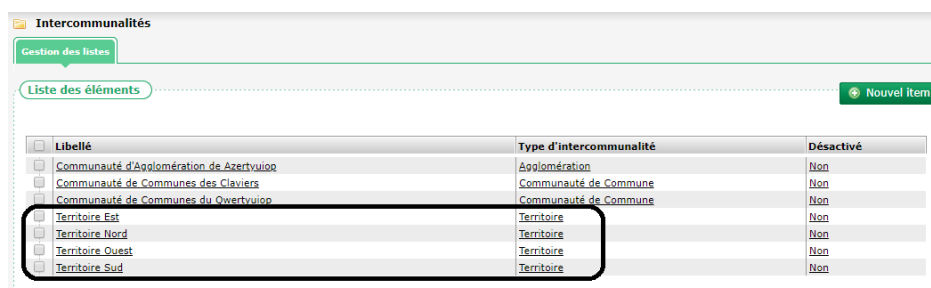 Intercommunalités
Gestion des listes
Liste des éléments
Nouvel item
Libellé Type d'intercommunalité Désactivé
Communauté d'Agglomération de Azertyuiop Agglomération Non
Communauté de Communes des Claviers Communauté de Commune Non
Communauté de Communes du Qwertyuiop Communauté de Commune Non
Territoire Est Territoire Non
Territoire Nord Territoire Non
Territoire Ouest Territoire Non
Territoire Sud Territoire Non